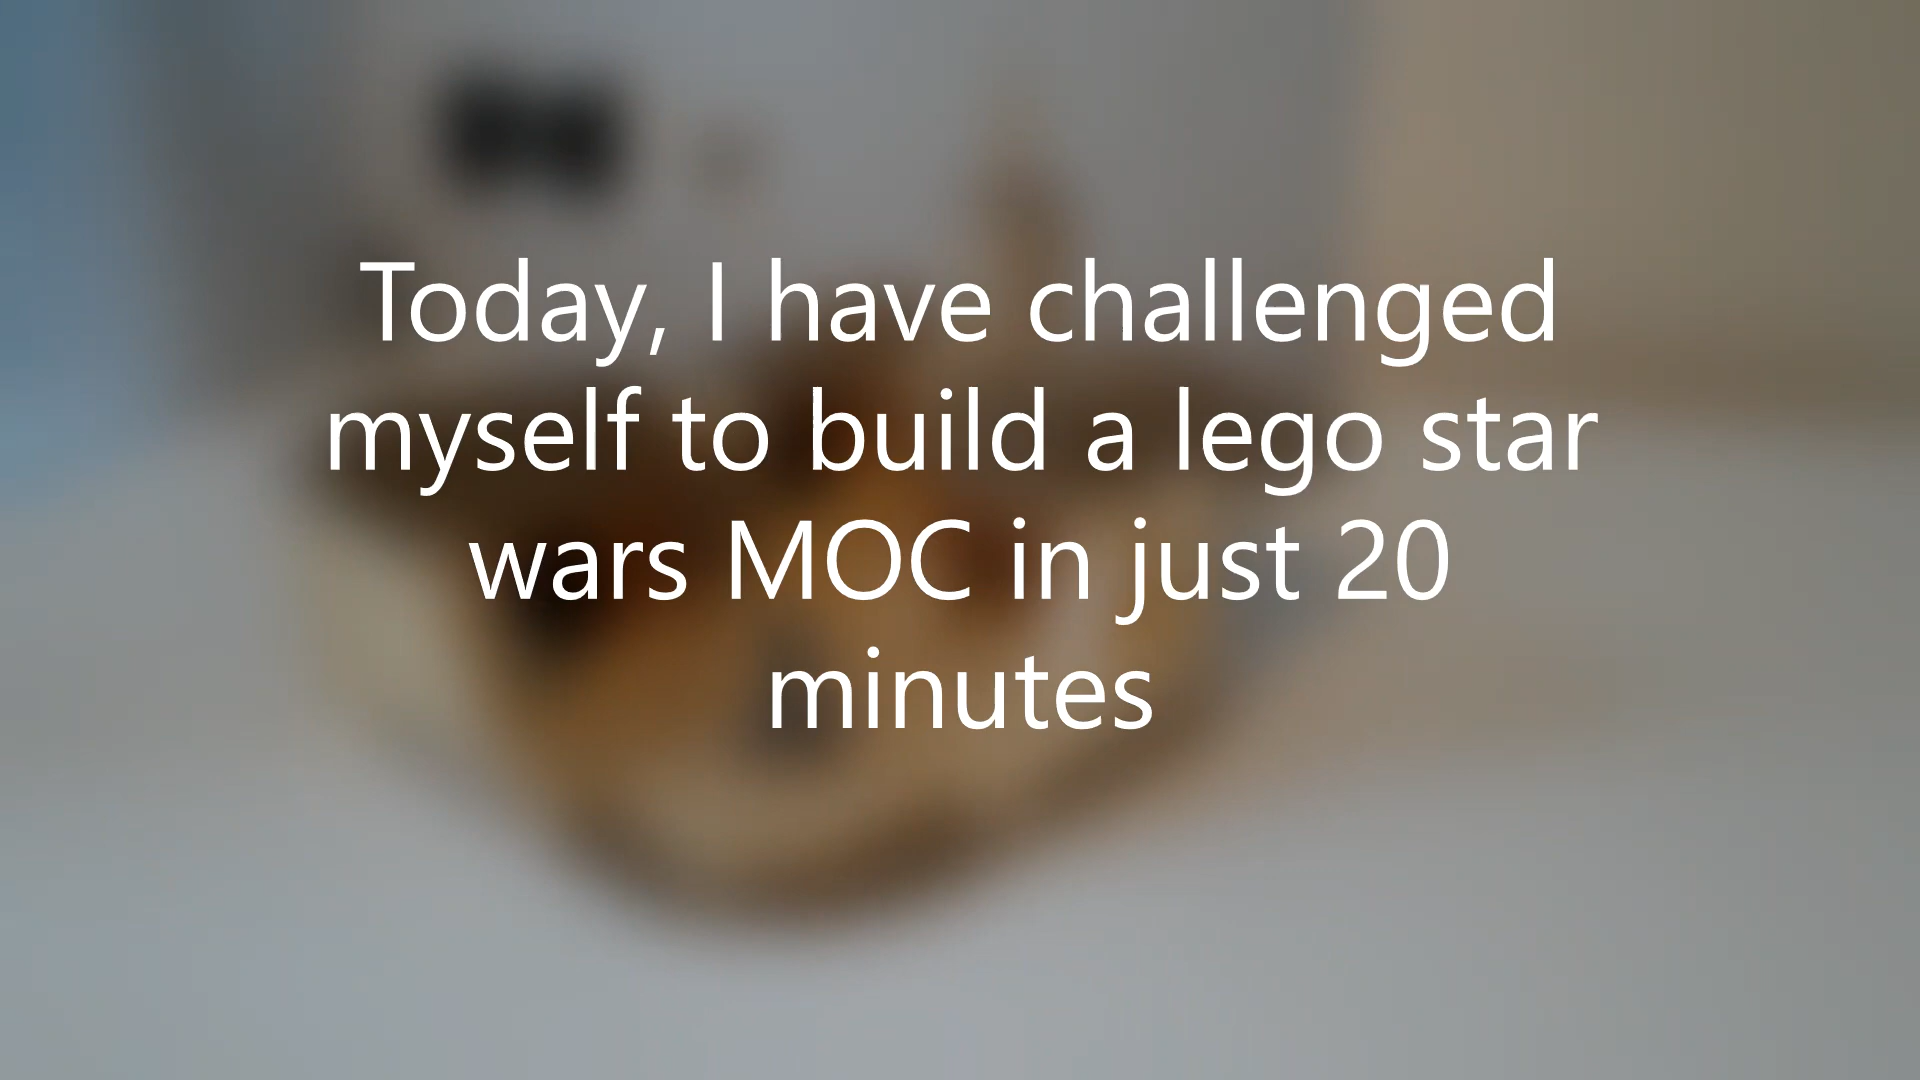 Today, I have challenged
myself to build a lego star
wars MOC in just 20
minutes